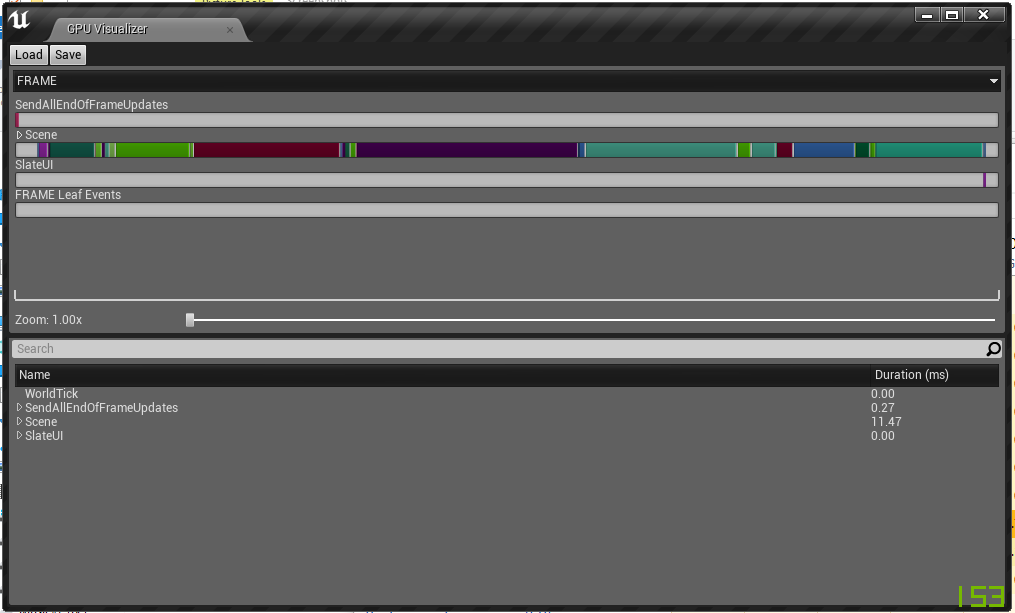 GPU Visualizer
Load Save
FRAME
SendAllEndOfFrameUpdates
Scene
SlateUI
FRAME Leaf Events
Zoom: 1.00x
Search
Name Duration (ms)
WorldTick 0.00
SendAllEndOfFrameUpdates 0.27
Scene 11.47
SlateUI 0.00
153